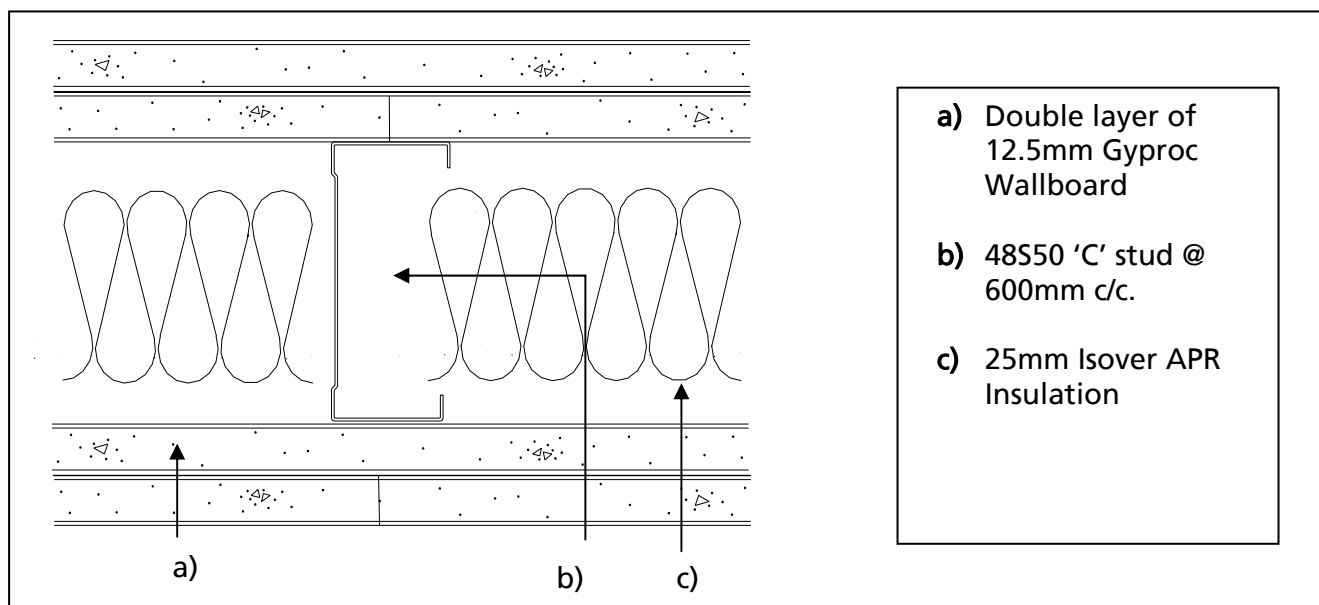 a) Double layer of
12.5mm Gyproc
Wallboard
b) 48S50 ‘C’ stud @
600mm c/c.
c) 25mm Isover APR
Insulation
a)
b)
c)